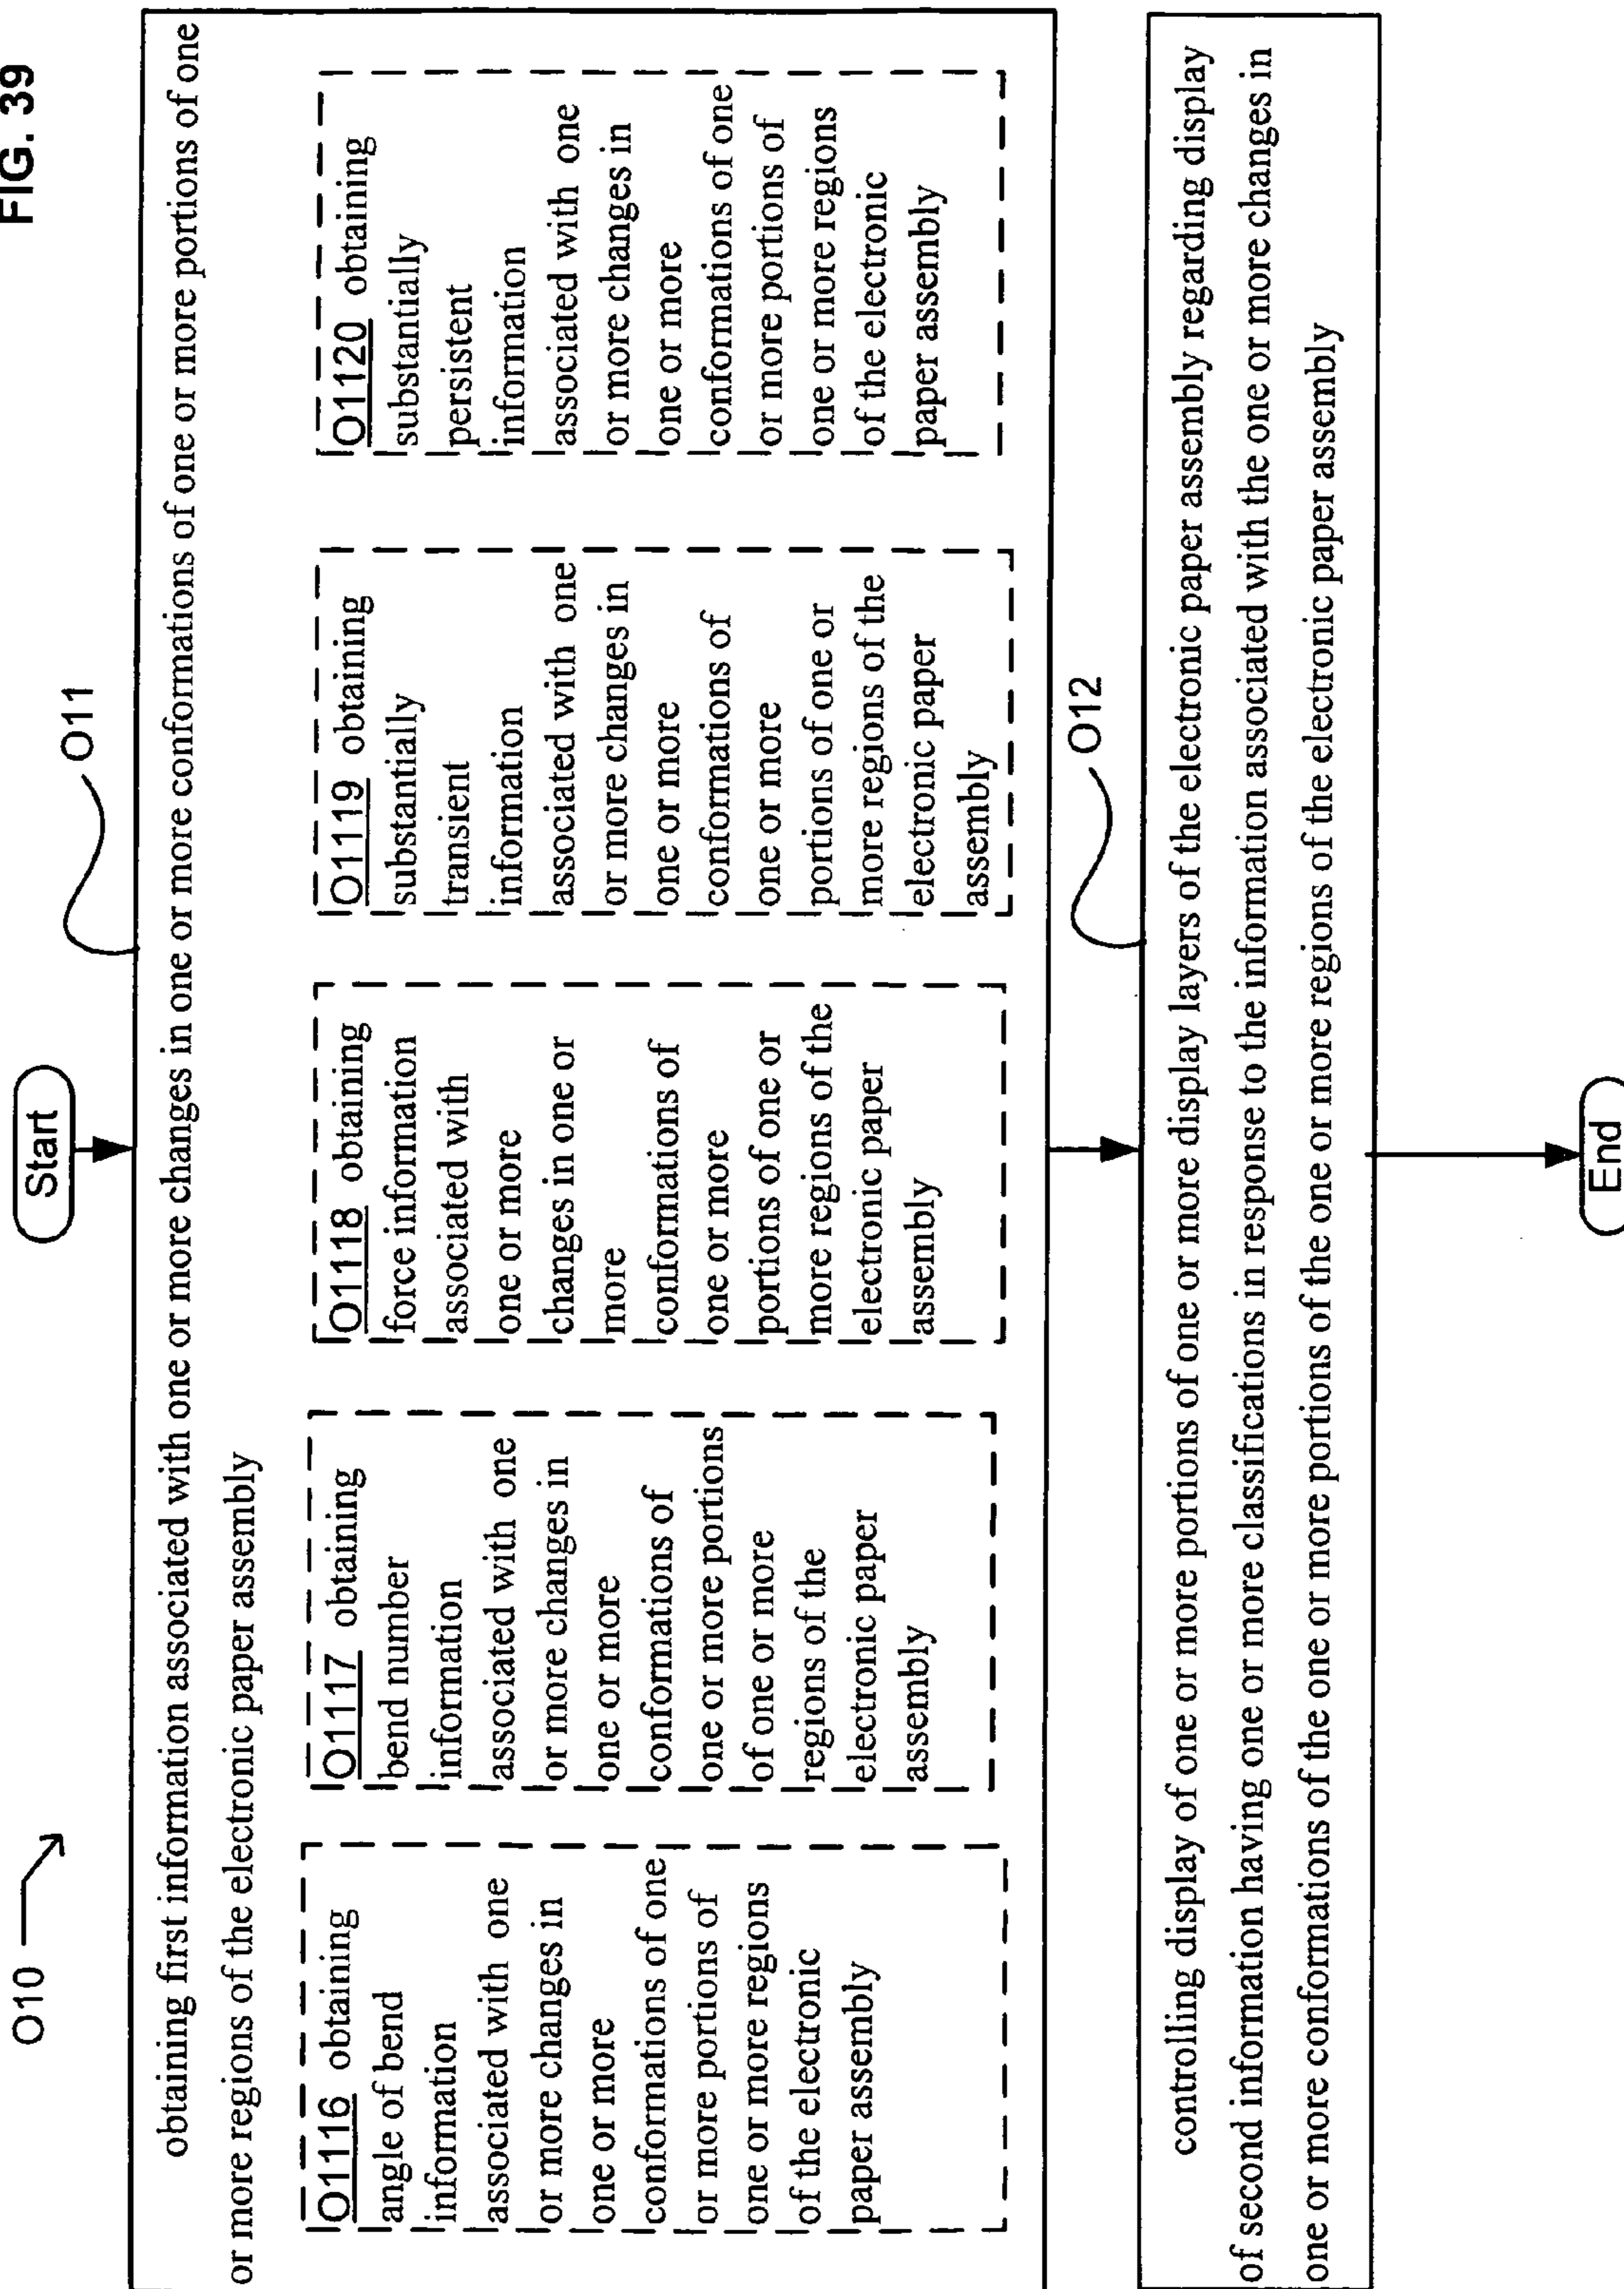 FIG. 39
O10
Start
O11
obtaining first information associated with one or more changes in one or more conformations of one or more portions of one
or more regions of the electronic paper assembly
O1116 obtaining
angle of bend
information
associated with one
or more changes in
one or more
conformations of one
or more portions of
one or more regions
of the electronic
paper assembly
O1117 obtaining
bend number
information
associated with one
or more changes in
one or more
conformations of
one or more portions
of one or more
regions of the
electronic paper
assembly
O1118 obtaining
force information
associated with
one or more
changes in one or
more
conformations of
one or more
portions of one or
more regions of the
electronic paper
assembly
O1119 obtaining
substantially
transient
information
associated with one
or more changes in
one or more
conformations of
one or more
portions of one or
more regions of the
electronic paper
assembly
O1120 obtaining
substantially
persistent
information
associated with one
or more changes in
one or more
conformations of one
or more portions of
one or more regions
of the electronic
paper assembly
O12
controlling display of one or more portions of one or more display layers of the electronic paper assembly regarding display
of second information having one or more classifications in response to the information associated with the one or more changes in
one or more conformations of the one or more portions of the one or more regions of the electronic paper assembly
End